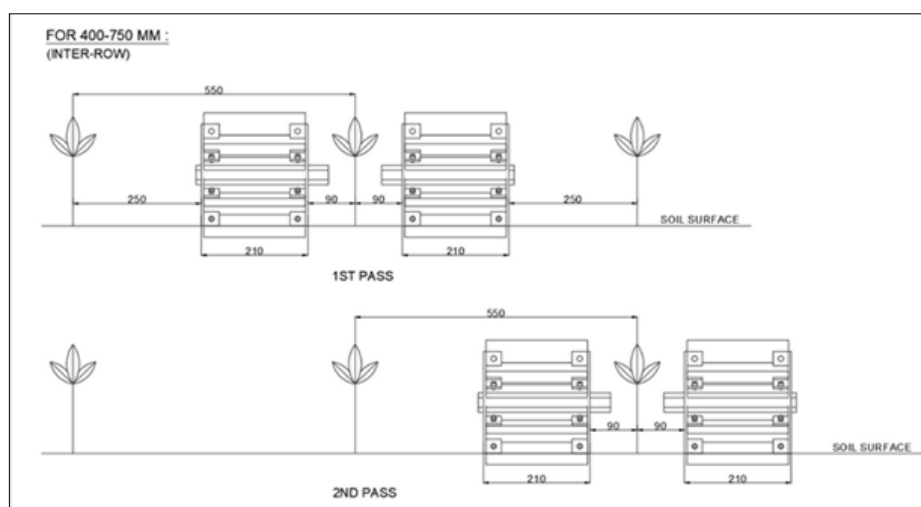 FOR 400-750 MM :
(INTER-ROW)
550
250
90
90
250
SOIL SURFACE
210
210
1ST PASS
550
90
90
SOIL SURFACE
210
210
2ND PASS